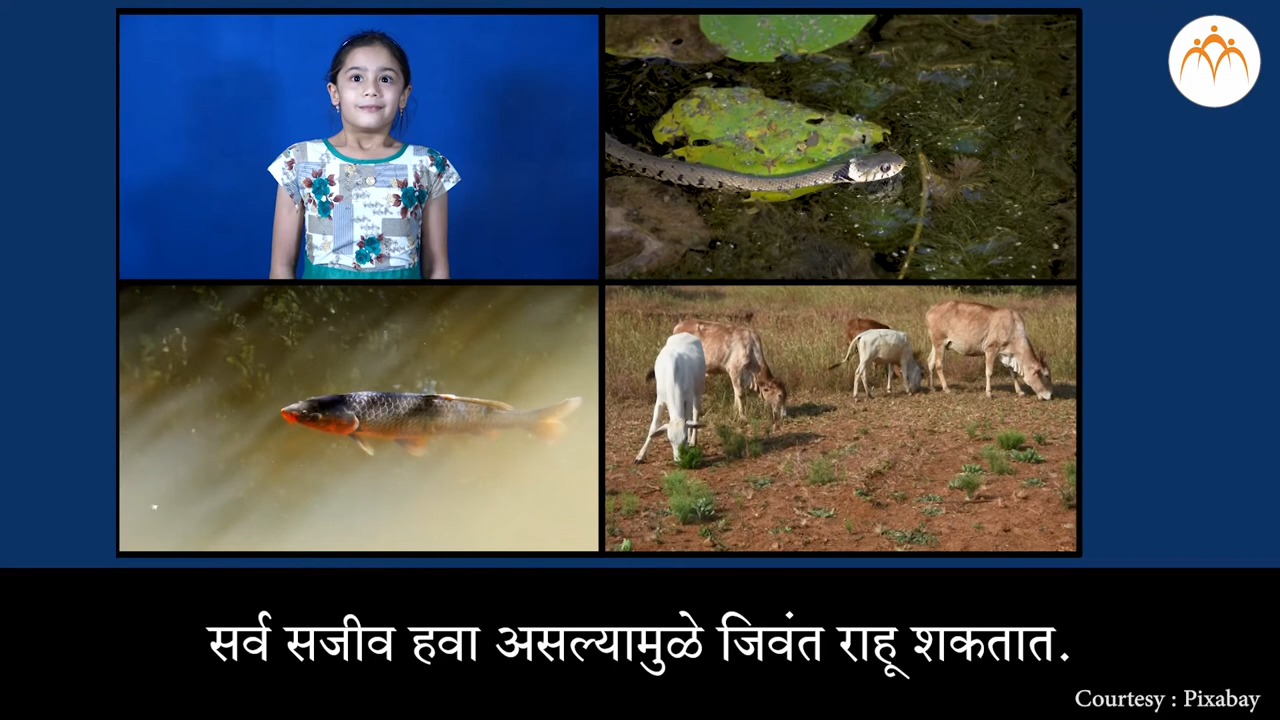 सर्व सजीव हवा असल्यामुळे जिवंत राहू शकतात.
Courtesy : Pixabay